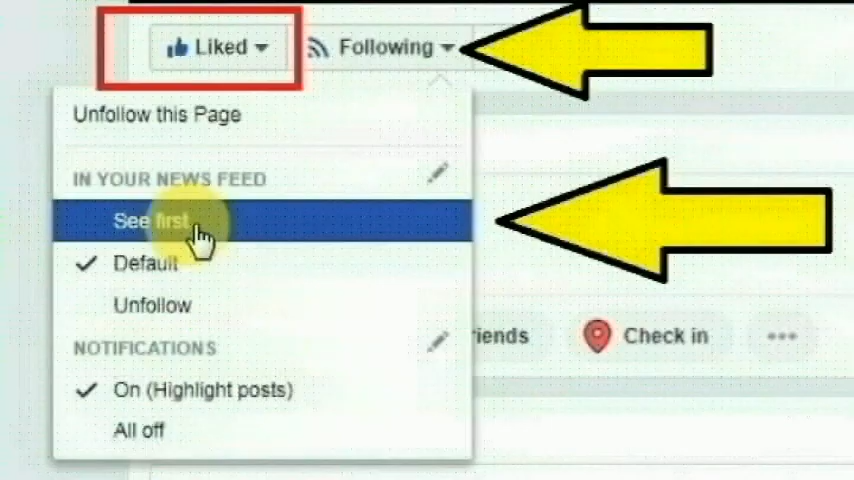 Liked Following
Unfollow this Page
IN YOUR NEWS FEED
See first
Default
Unfollow
NOTIFICATIONS
riends Check in
On (Highlight posts)
All off